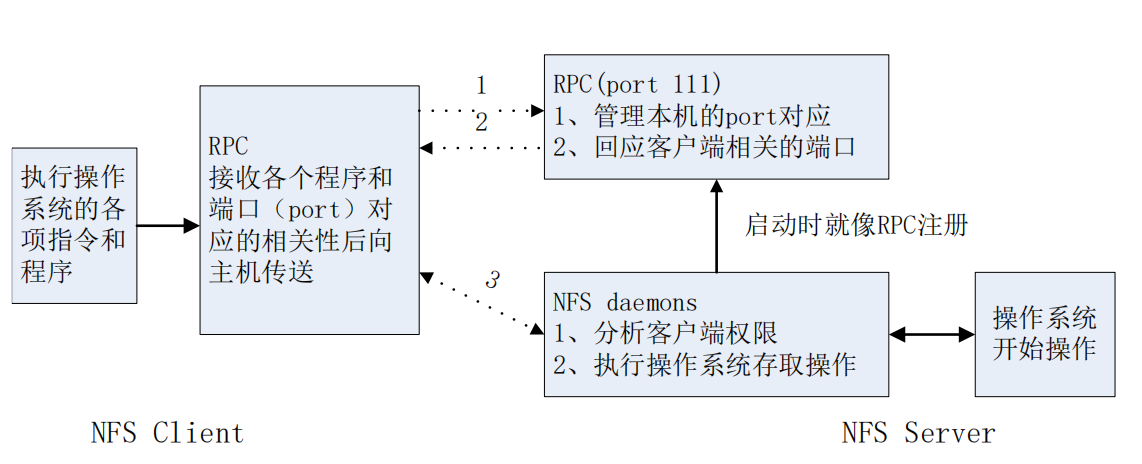 执行操作
系统的各
项指令和
程序
RPC
接收各个程序和
端口（port）对
应的相关性后向
主机传送
1
2
3
RPC(port 111)
1、管理本机的port对应
2、回应客户端相关的端口
启动时就像RPC注册
NFS daemons
1、分析客户端权限
2、执行操作系统存取操作
操作系统
开始操作
NFS Client
NFS Server